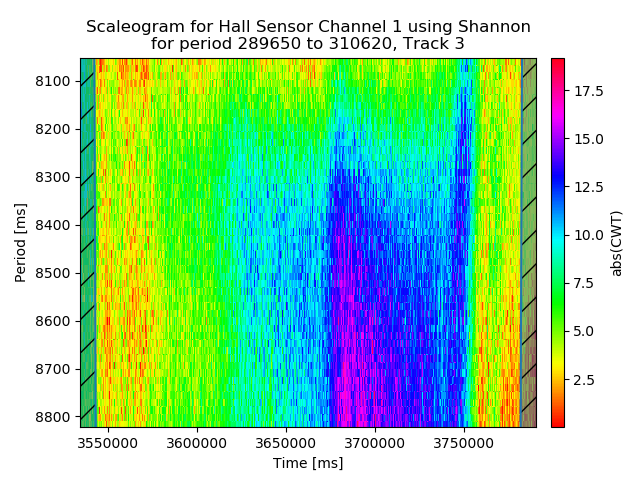 Scaleogram for Hall Sensor Channel 1 using Shannon
for period 289650 to 310620, Track 3
8100
8200
8300
8400
8500
8600
8700
8800
Period [ms]
3550000 3600000 3650000 3700000 3750000
Time [ms]
17.5
15.0
12.5
10.0
7.5
5.0
2.5
abs(CWT)